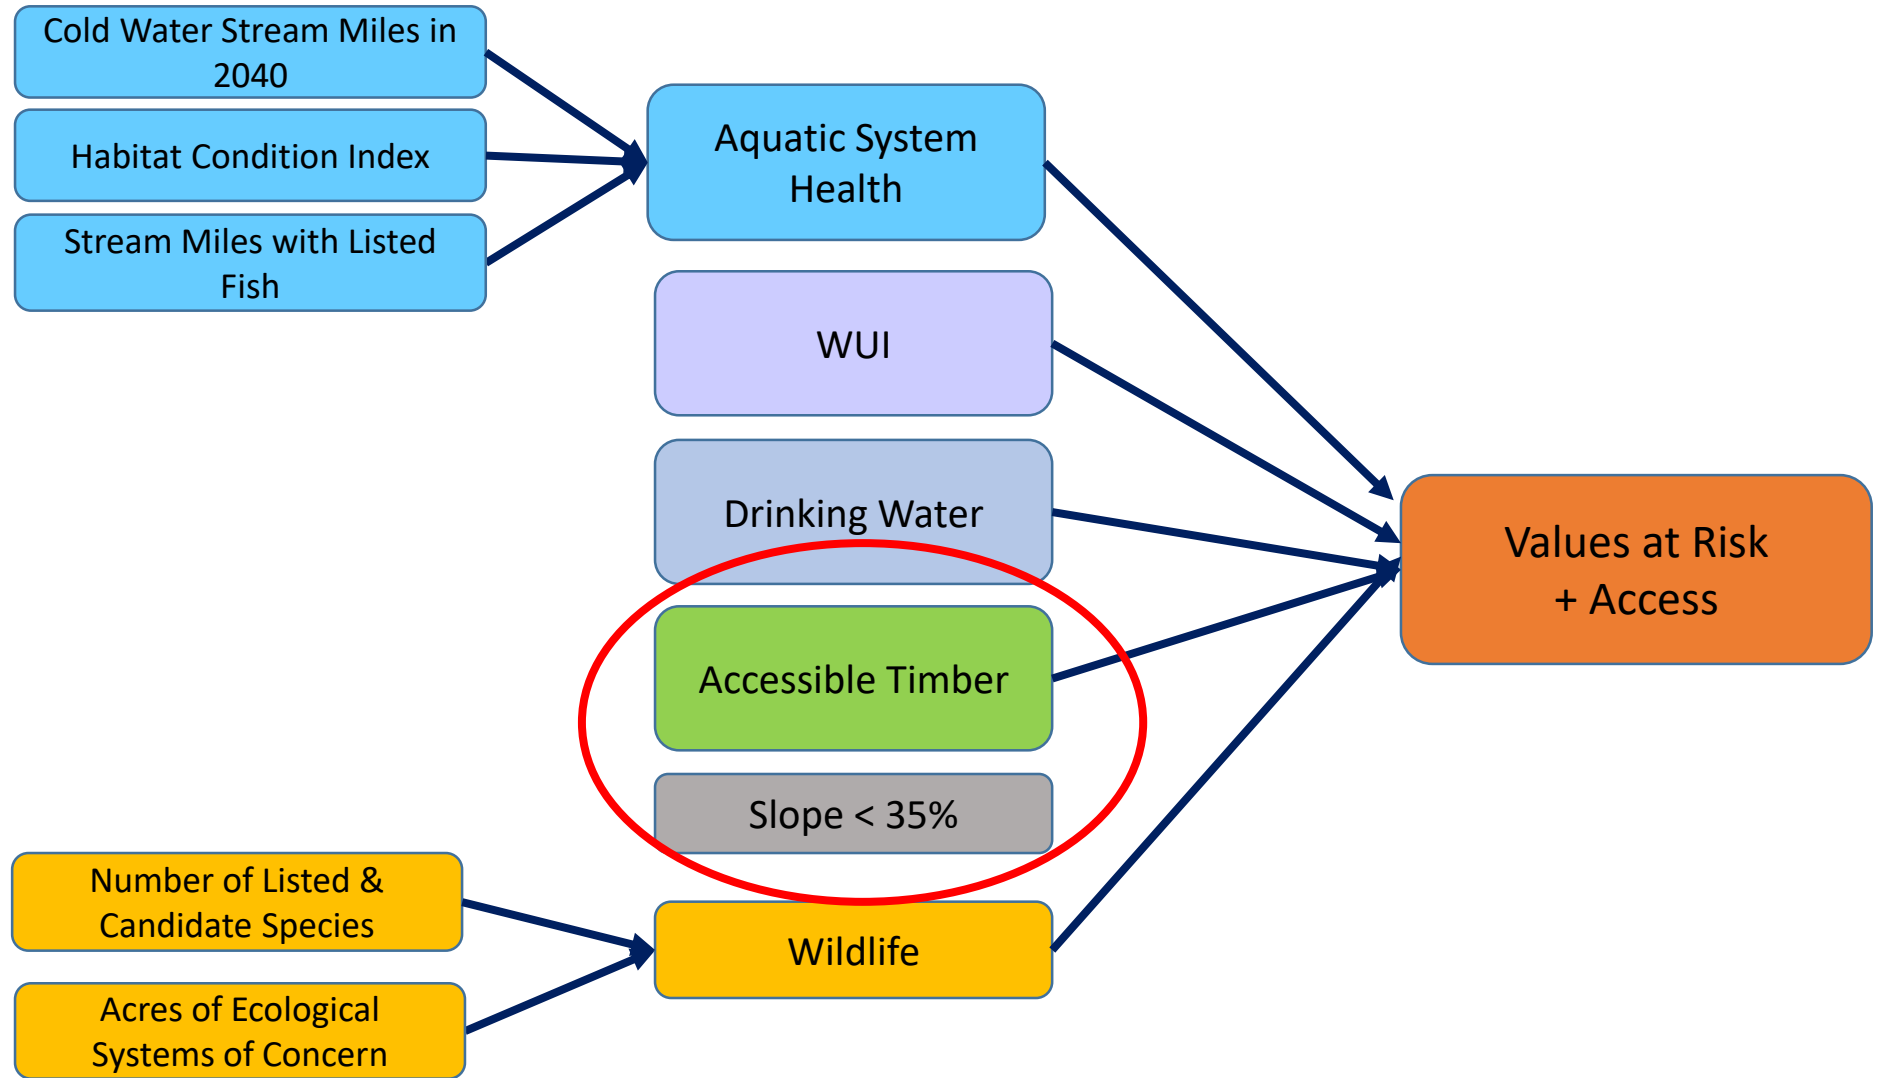 Cold Water Stream Miles in
2040
Habitat Condition Index
Stream Miles with Listed
Fish
Aquatic System
Health
WUI
Drinking Water
Accessible Timber
Slope < 35%
Number of Listed &
Candidate Species
Acres of Ecological
Systems of Concern
Wildlife
Values at Risk
+ Access